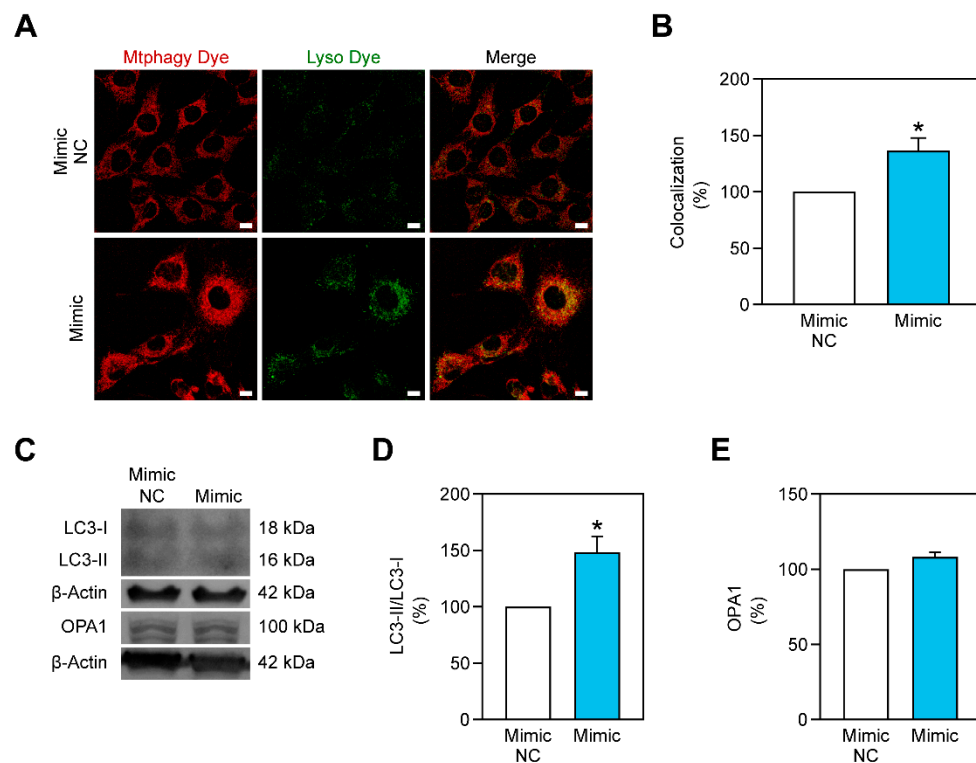 A
Mtphagy Dye
Lyso Dye
Merge
Mimic
NC
Mimic
B
200
150
100
50
0
Colocalization
(%)
*
Mimic
NC
Mimic
C
Mimic
NC
Mimic
LC3-I
18 kDa
LC3-II
16 kDa
β-Actin
42 kDa
OPA1
100 kDa
β-Actin
42 kDa
D
200
150
100
50
0
LC3-II/LC3-I
(%)
*
Mimic
NC
Mimic
E
150
100
50
0
OPA1
(%)
Mimic
NC
Mimic